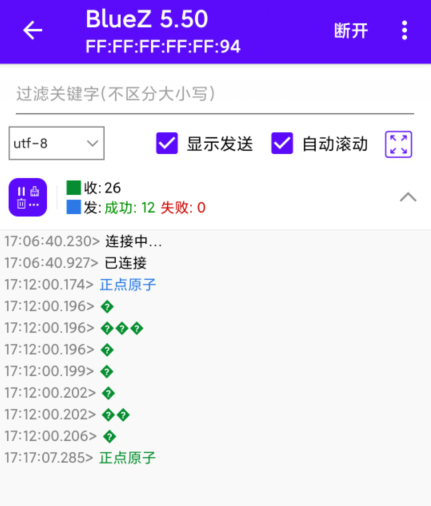 BlueZ 5.50
FF:FF:FF:FF:FF:94
断开
过滤关键字(不区分大小写)
utf-8
显示发送
自动滚动
收: 26
发: 成功: 12 失败: 0
17:06:40.230> 连接中...
17:06:40.927> 已连接
17:12:00.174> 正点原子
17:12:00.196> �
17:12:00.196> ���
17:12:00.196> �
17:12:00.199> �
17:12:00.202> �
17:12:00.202> ��
17:12:00.206> �
17:17:07.285> 正点原子